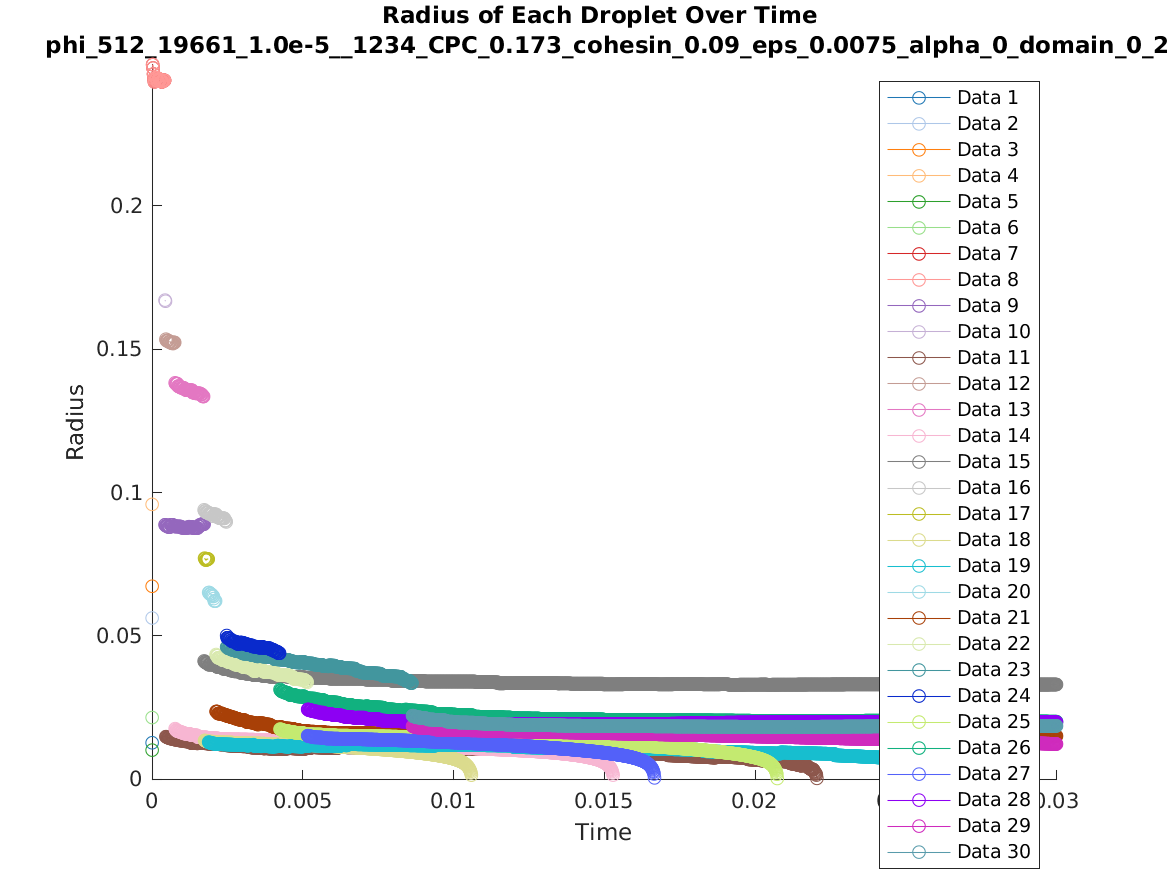 Radius of Each Droplet Over Time
phi_512_19661_1.0e-5__1234_CPC_0.173_cohesin_0.09_eps_0.0075_alpha_0_domain_0_2
0.2
0.15
0.1
0.05
0
Radius
0
0.005
0.01
0.015
0.02
0.03
Time
Data 1
Data 2
Data 3
Data 4
Data 5
Data 6
Data 7
Data 8
Data 9
Data 10
Data 11
Data 12
Data 13
Data 14
Data 15
Data 16
Data 17
Data 18
Data 19
Data 20
Data 21
Data 22
Data 23
Data 24
Data 25
Data 26
Data 27
Data 28
Data 29
Data 30